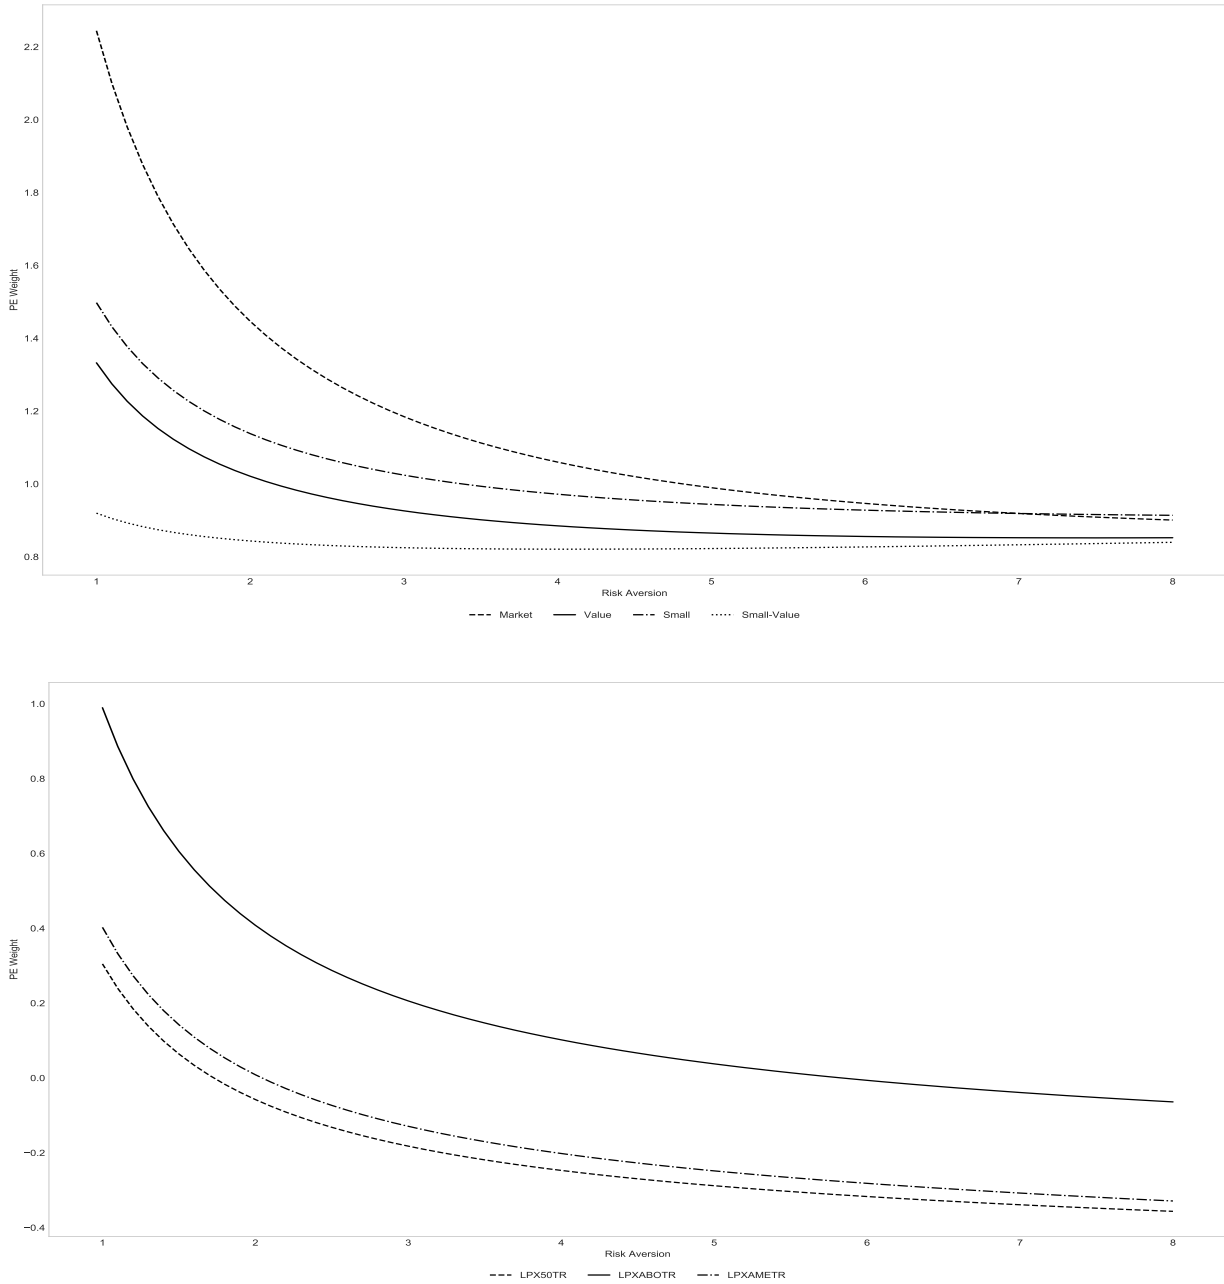 2.2
2.0
1.8
1.6
1.4
1.2
1.0
0.8
PE Weight
1 2 3 4 5 6 7 8
Risk Aversion
Market Value Small Small-Value
1.0
0.8
0.6
0.4
0.2
0.0
−0.2
−0.4
PE Weight
1 2 3 4 5 6 7 8
Risk Aversion
LPX50TR LPXABOTR LPXAMETR